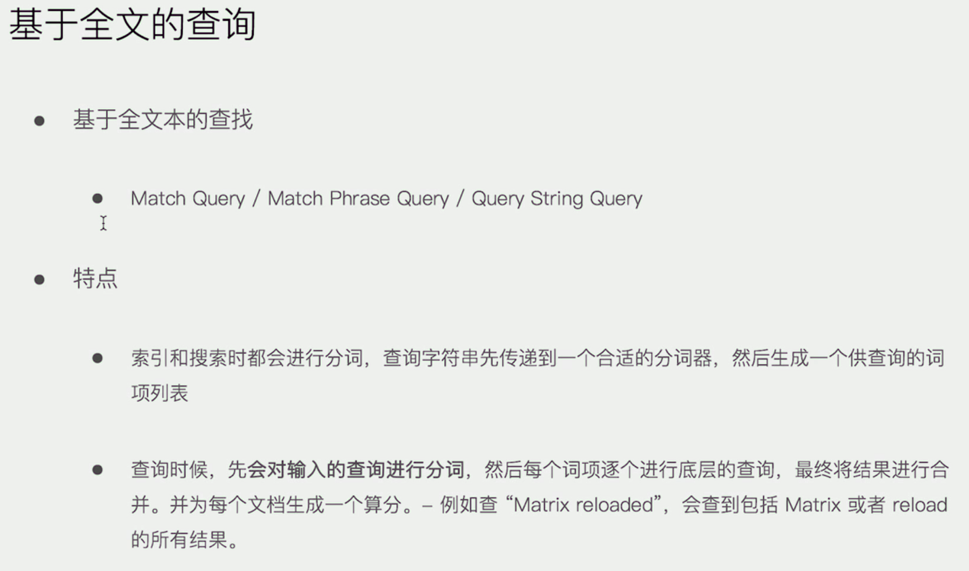 基于全文的查询
基于全文本的查找
Match Query / Match Phrase Query / Query String Query
特点
索引和搜索时都会进行分词，查询字符串先传递到一个合适的分词器，然后生成一个供查询的词
项列表
查询时候，先会对输入的查询进行分词，然后每个词项逐个进行底层的查询，最终将结果进行合
并。并为每个文档生成一个算分。– 例如查 “Matrix reloaded”，会查到包括 Matrix 或者 reload
的所有结果。